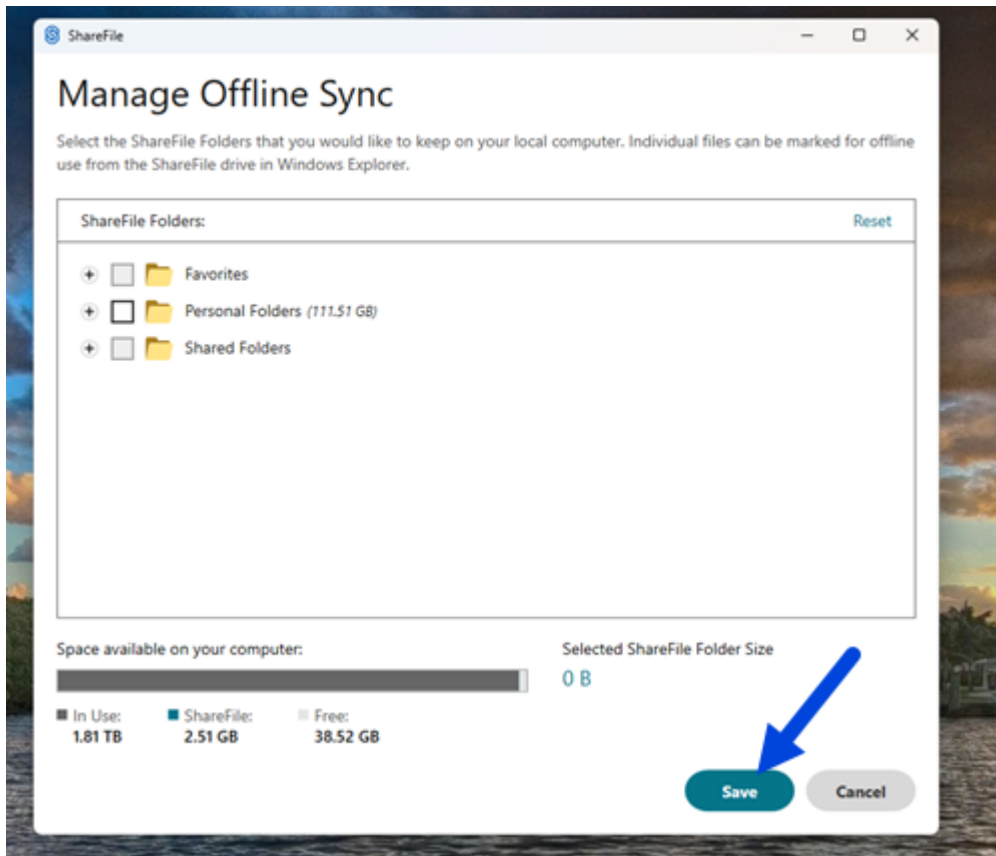 ShareFile
Manage Offline Sync
Select the ShareFile Folders that you would like to keep on your local computer. Individual files can be marked for offline
use from the ShareFile drive in Windows Explorer.
ShareFile Folders: Reset
Favorites
Personal Folders (111.51 GB)
Shared Folders
Space available on your computer: Selected ShareFile Folder Size
0 B
In Use: ShareFile: Free:
1.81 TB 2.51 GB 38.52 GB
Save Cancel